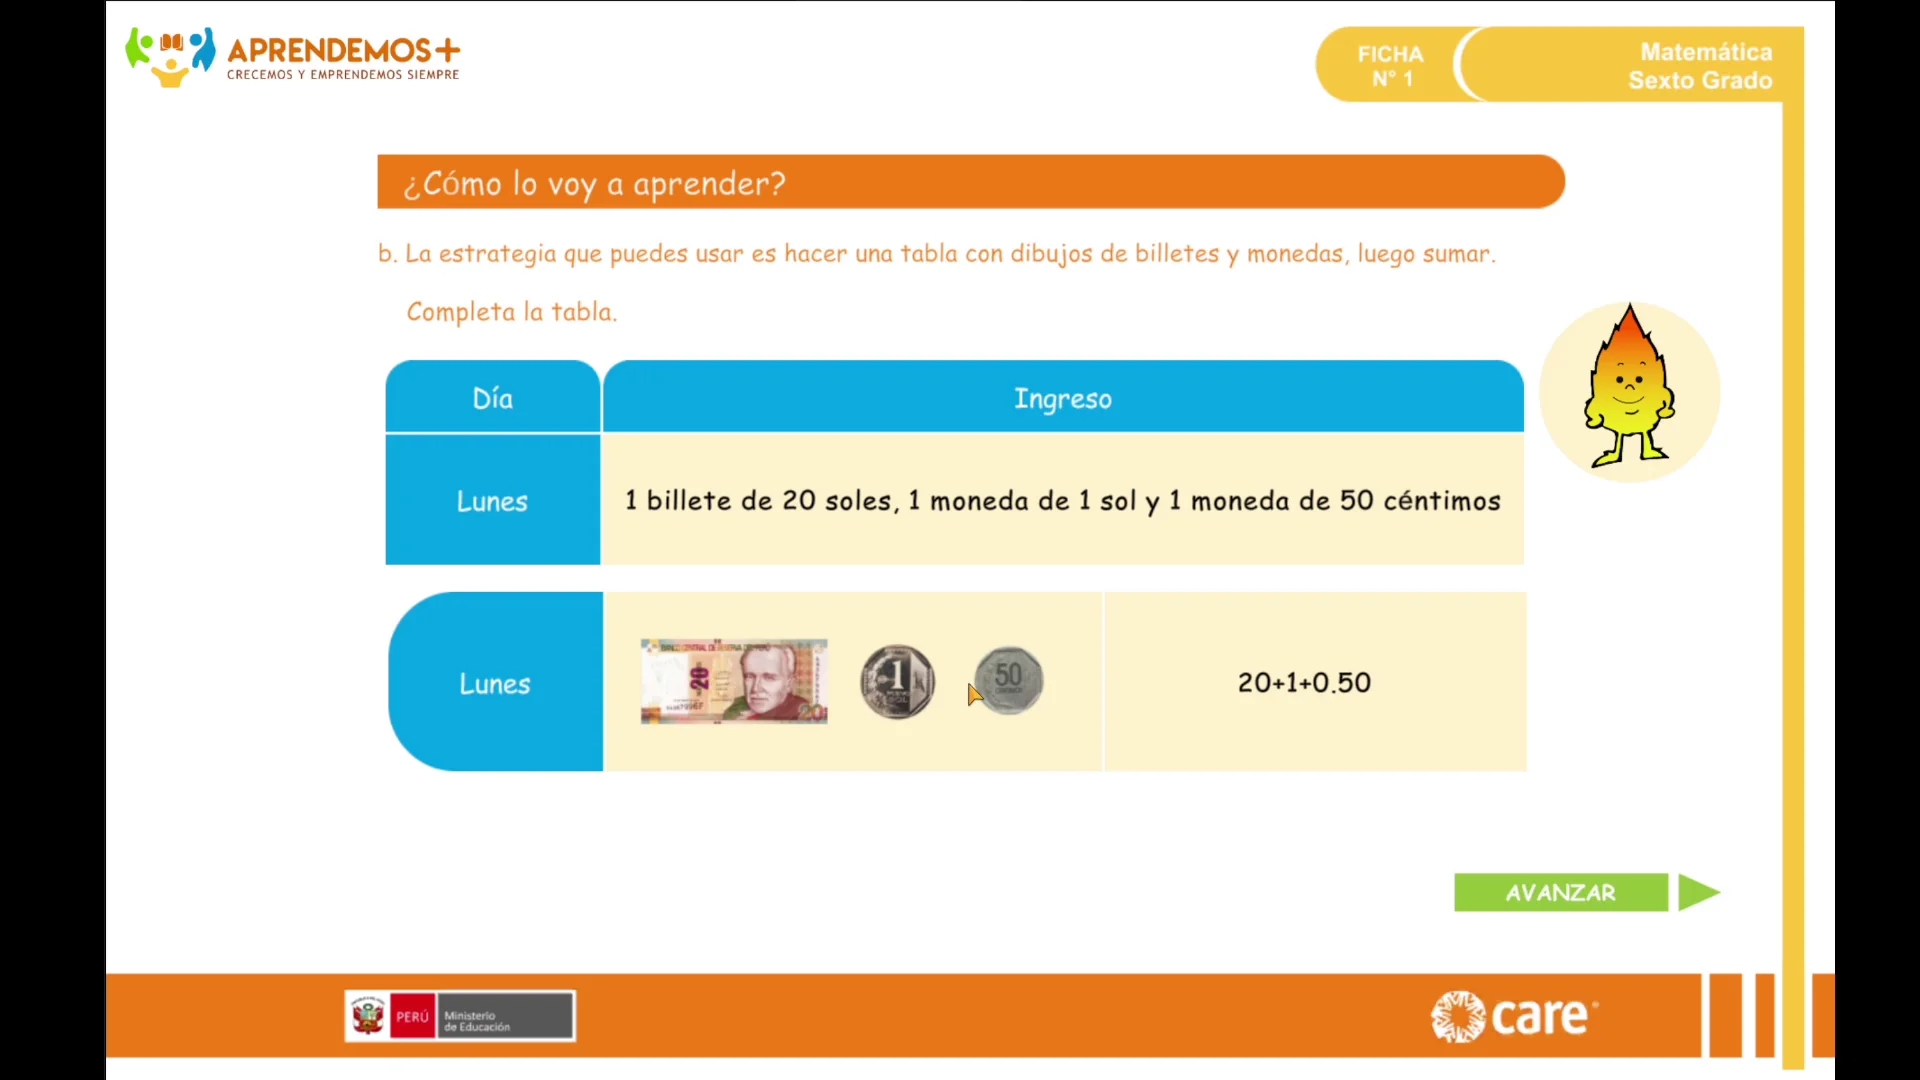 APRENDEMOS+
CRECEMOS Y EMPRENDEMOS SIEMPRE
FICHA
N° 1
Matemática
Sexto Grado
¿Cómo lo voy a aprender?
b. La estrategia que puedes usar es hacer una tabla con dibujos de billetes y monedas, luego sumar.
Completa la tabla.
Día
Ingreso
Lunes
1 billete de 20 soles, 1 moneda de 1 sol y 1 moneda de 50 céntimos
Lunes
20
20
1
SOL
50
20+1+0.50
AVANZAR
PERÚ
Ministerio
de Educación
care